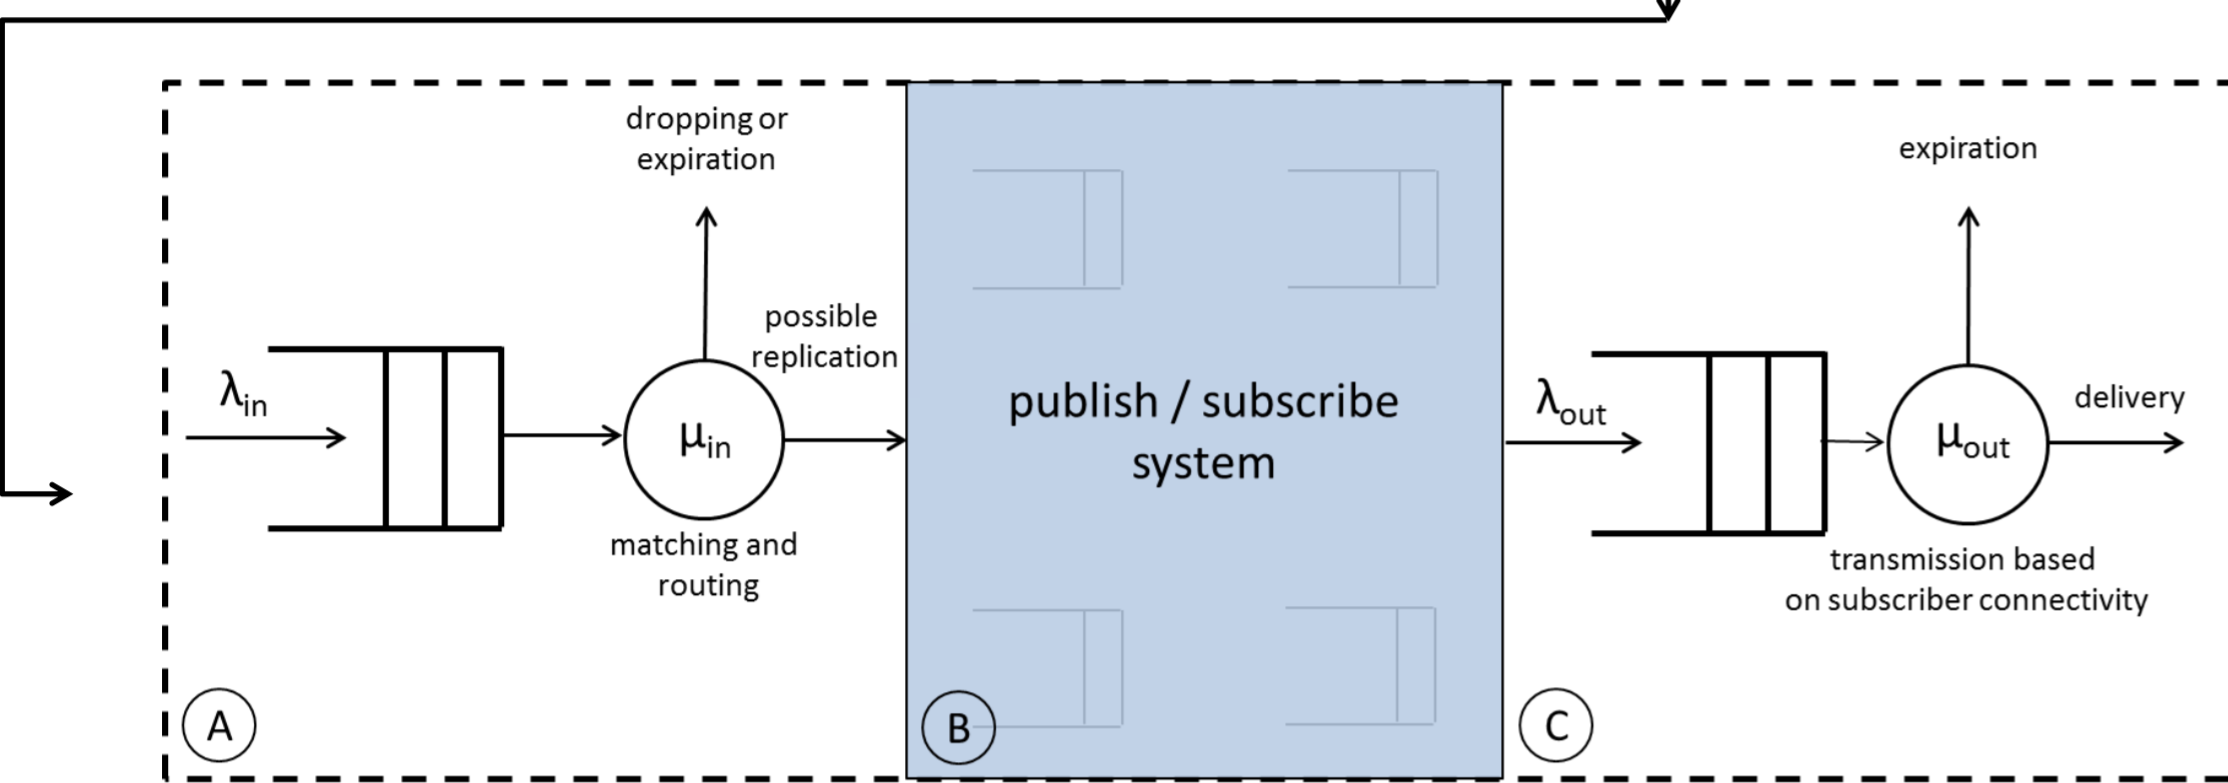 dropping or
expiration
possible
replication
λin
μin
matching and
routing
A
publish / subscribe
system
B
expiration
λout
μout
delivery
transmission based
on subscriber connectivity
C